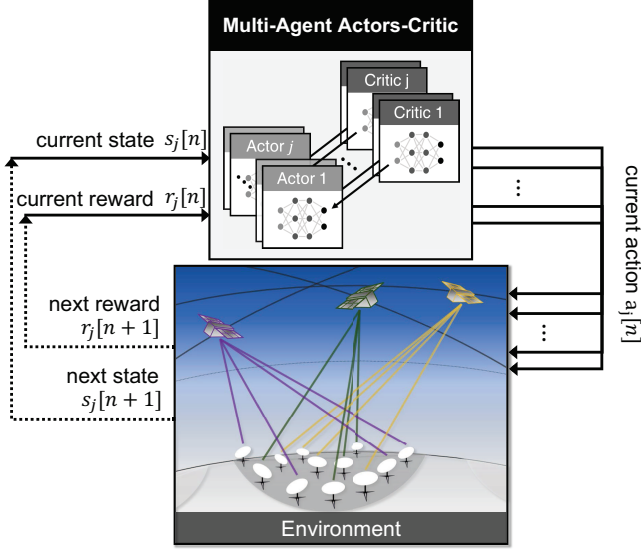 Multi-Agent Actors-Critic
Critic j
Critic 1
Actor j
Actor 1
current state s_j[n]
current reward r_j[n]
next reward
r_j[n + 1]
next state
s_j[n + 1]
current action a_j[n]
Environment